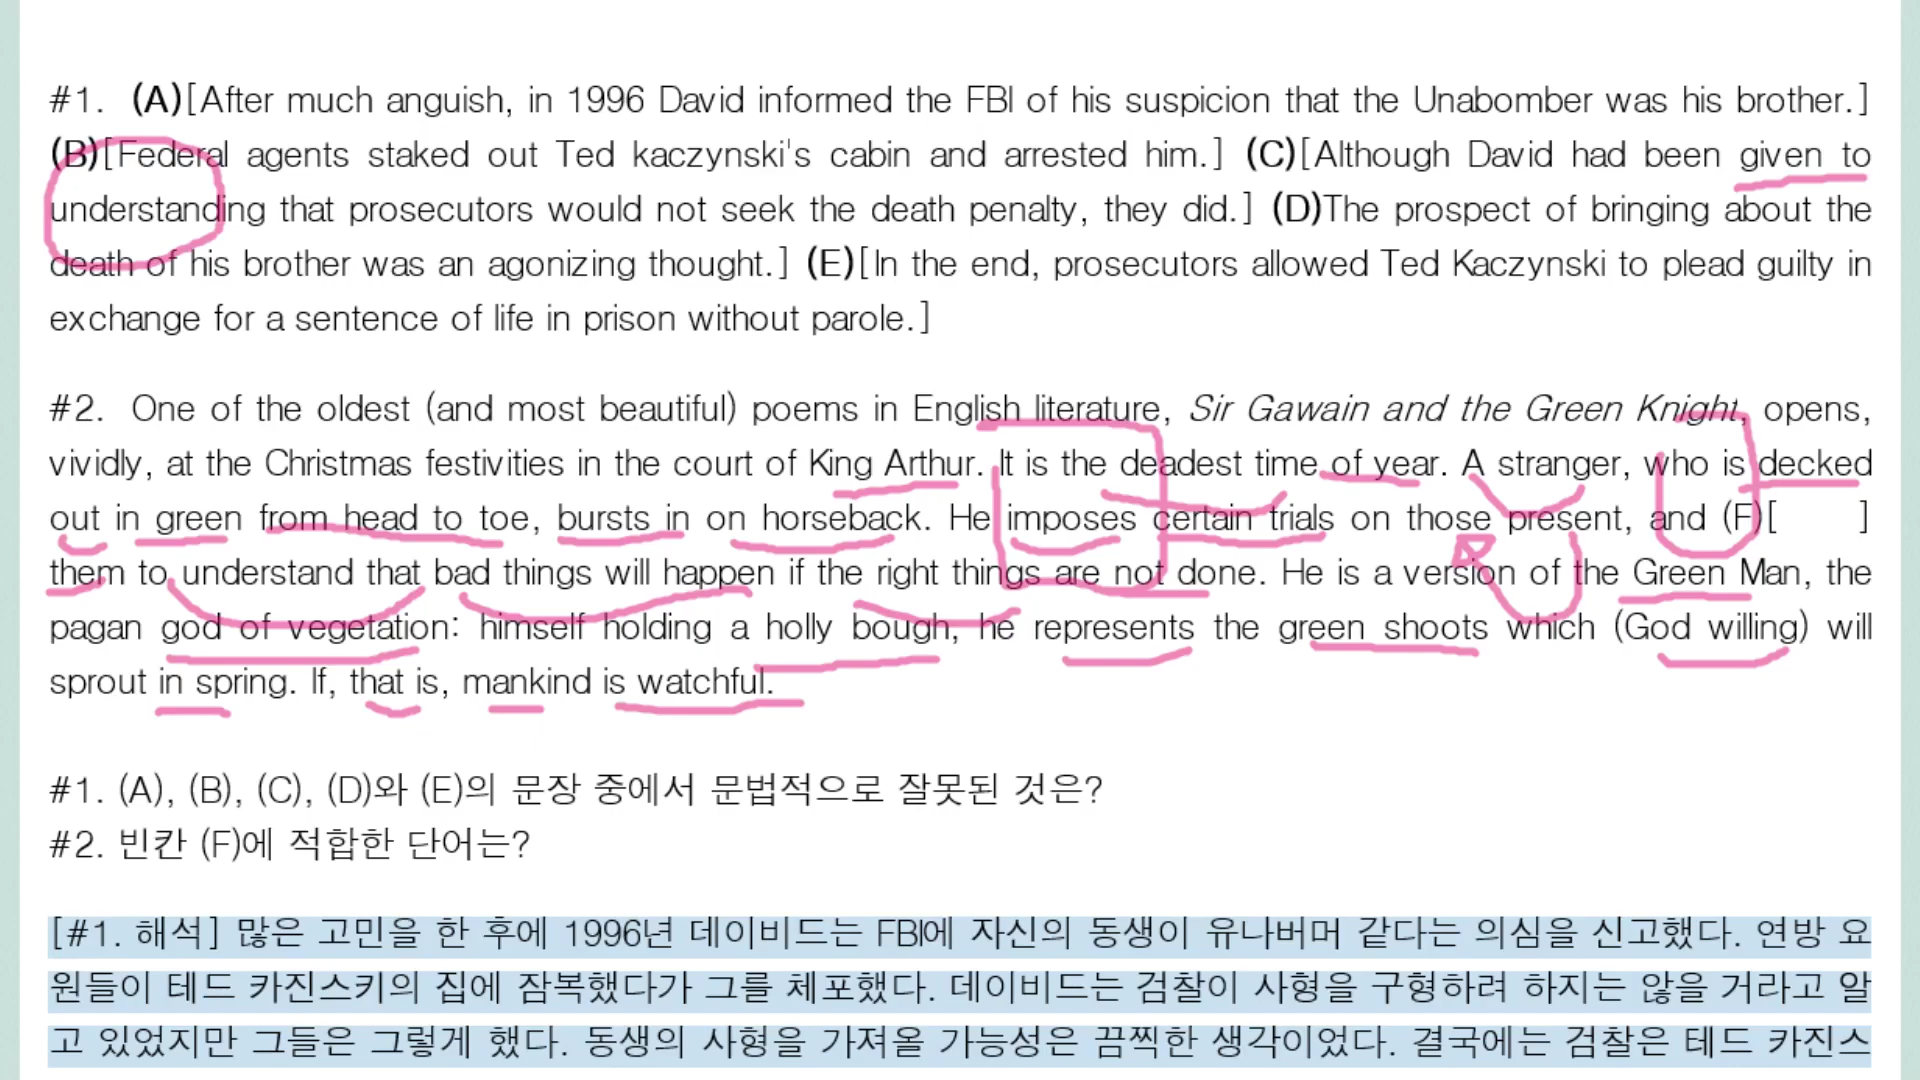 #1. (A)[After much anguish, in 1996 David informed the FBI of his suspicion that the Unabomber was his brother.]
(B)[Federal agents staked out Ted kaczynski's cabin and arrested him.] (C)[Although David had been given to
understanding that prosecutors would not seek the death penalty, they did.] (D)The prospect of bringing about the
death of his brother was an agonizing thought.] (E)[In the end, prosecutors allowed Ted Kaczynski to plead guilty in
exchange for a sentence of life in prison without parole.]
#2. One of the oldest (and most beautiful) poems in English literature, Sir Gawain and the Green Knight, opens,
vividly, at the Christmas festivities in the court of King Arthur. It is the deadest time of year. A stranger, who is decked
out in green from head to toe, bursts in on horseback. He imposes certain trials on those present, and (F)[ ]
them to understand that bad things will happen if the right things are not done. He is a version of the Green Man, the
pagan god of vegetation: himself holding a holly bough, he represents the green shoots which (God willing) will
sprout in spring. If, that is, mankind is watchful.
#1. (A), (B), (C), (D)와 (E)의 문장 중에서 문법적으로 잘못된 것은?
#2. 빈칸 (F)에 적합한 단어는?
[#1. 해석] 많은 고민을 한 후에 1996년 데이비드는 FBI에 자신의 동생이 유나버머 같다는 의심을 신고했다. 연방 요
원들이 테드 카진스키의 집에 잠복했다가 그를 체포했다. 데이비드는 검찰이 사형을 구형하려 하지는 않을 거라고 알
고 있었지만 그들은 그렇게 했다. 동생의 사형을 가져올 가능성은 끔찍한 생각이었다. 결국에는 검찰은 테드 카진스